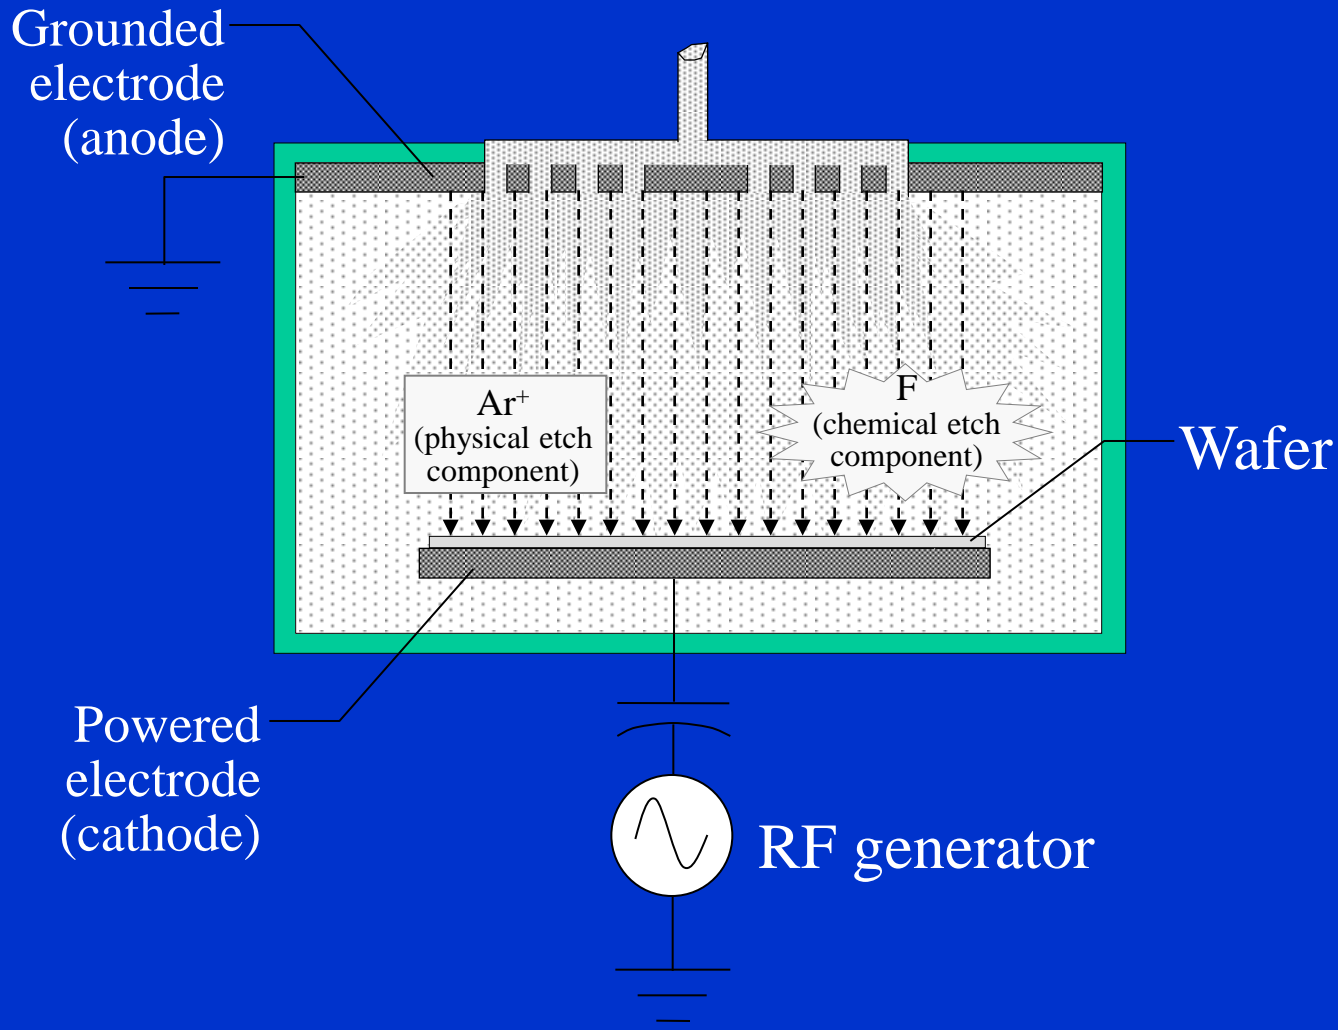 Grounded
electrode
(anode)
Ar⁺
(physical etch
component)
F
(chemical etch
component)
Wafer
Powered
electrode
(cathode)
RF generator